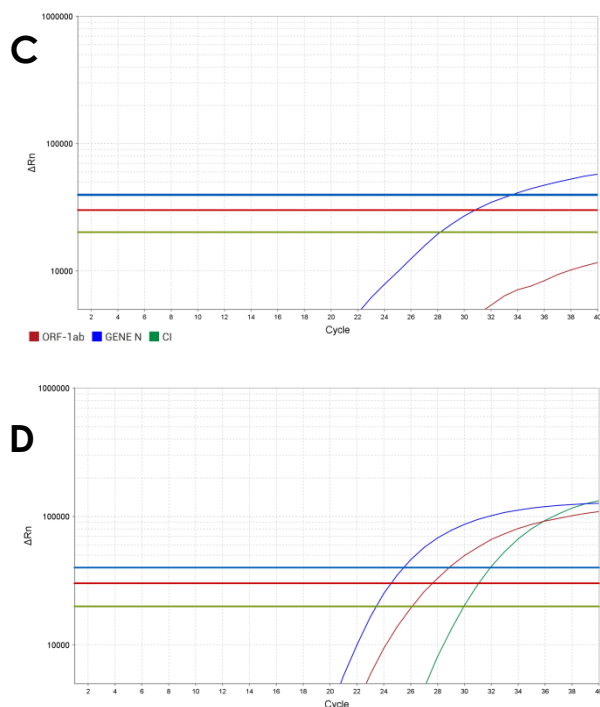 C
1000000
100000
10000
ΔRn
2 4 6 8 10 12 14 16 18 20 22 24 26 28 30 32 34 36 38 40
Cycle
ORF-1ab GENE N CI
D
1000000
100000
10000
ΔRn
2 4 6 8 10 12 14 16 18 20 22 24 26 28 30 32 34 36 38 40
Cycle